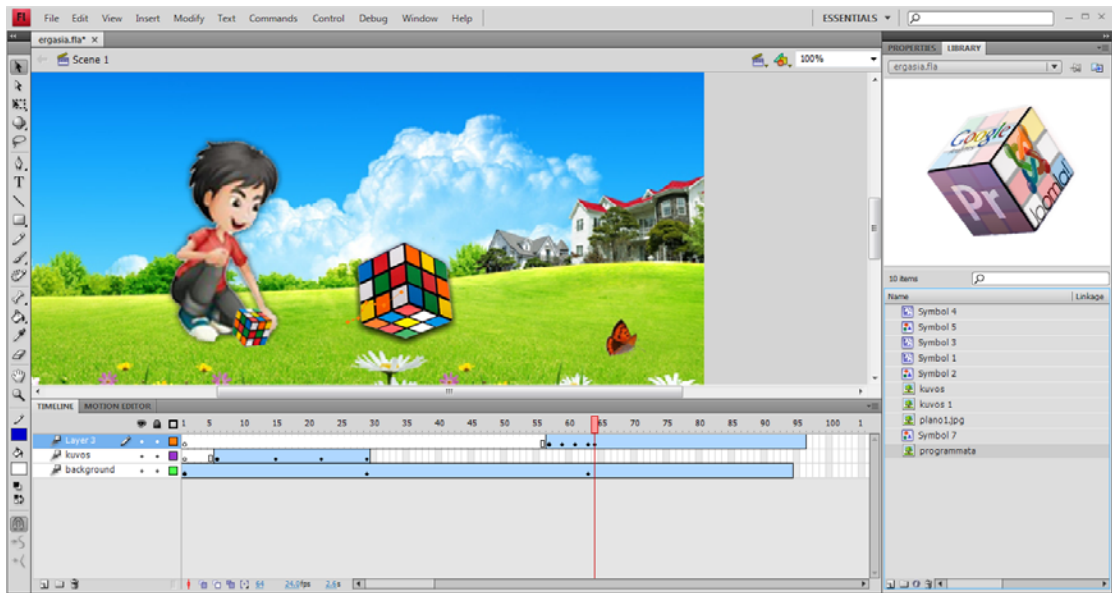 Fl File Edit View Insert Modify Text Commands Control Debug Window Help ESSENTIALS
ergasia.fla*
Scene 1 100%
PROPERTIES LIBRARY
ergasia.fla
Google
Pr
Joomla!
10 items
Name Linkage
Symbol 4
Symbol 5
Symbol 3
Symbol 1
Symbol 2
kuvos
kuvos 1
plano1.jpg
Symbol 7
programmata
TIMELINE MOTION EDITOR
1 5 10 15 20 25 30 35 40 45 50 55 60 65 70 75 80 85 90 95 100 1
Layer 3
kuvos
background
64 24.0fps 2.6s